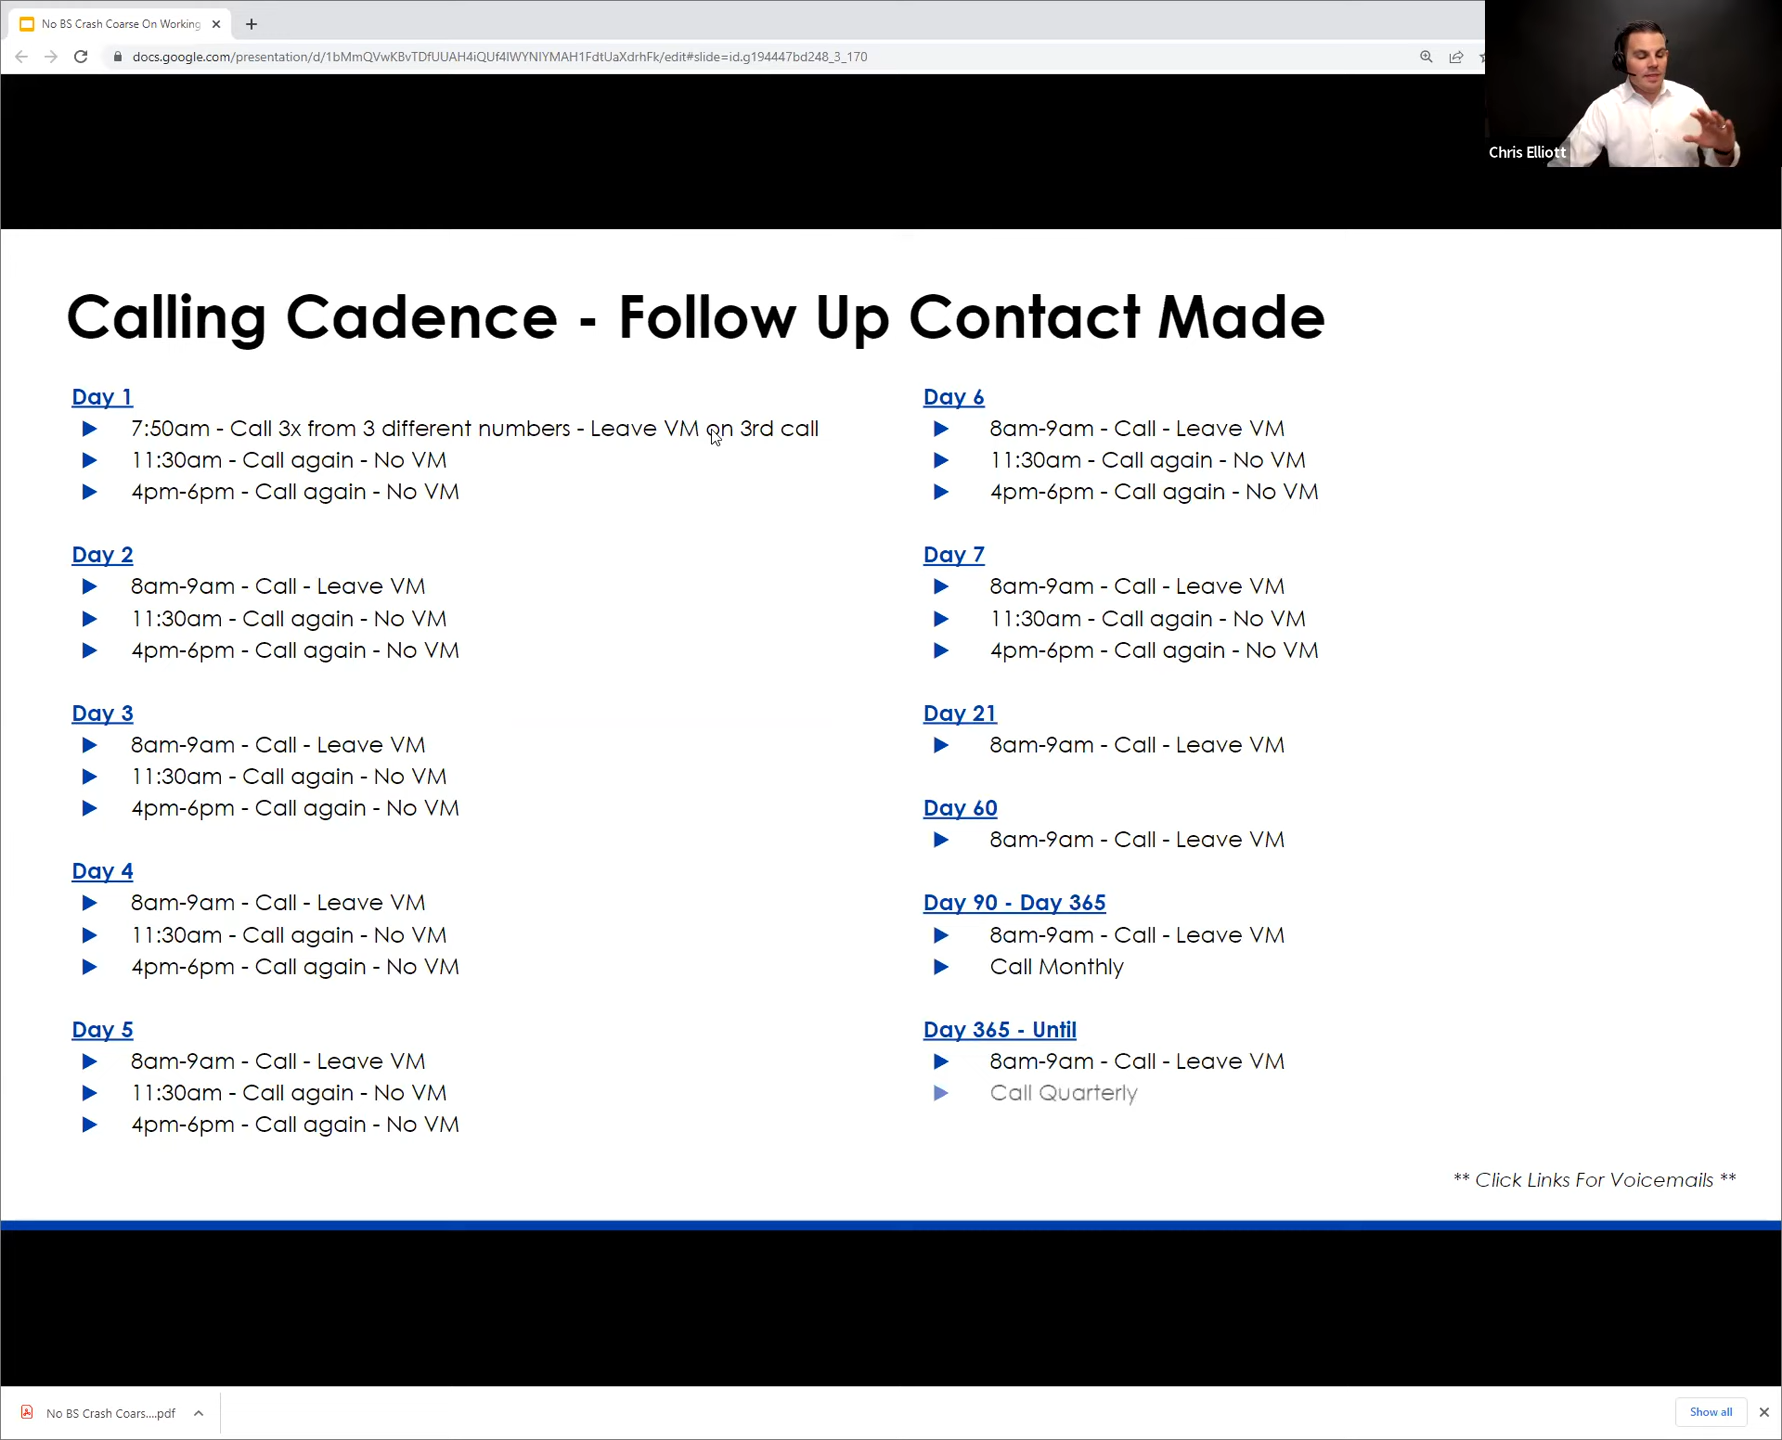 No BS Crash Coarse On Working
docs.google.com/presentation/d/1bMmQVwKBvTDfUUAH4iQUf4IWYNIYMAH1FdtUaXdrhFk/edit#slide=id.g194447bd248_3_170
Chris Elliott
Calling Cadence - Follow Up Contact Made
Day 1
7:50am - Call 3x from 3 different numbers - Leave VM on 3rd call
11:30am - Call again - No VM
4pm-6pm - Call again - No VM
Day 2
8am-9am - Call - Leave VM
11:30am - Call again - No VM
4pm-6pm - Call again - No VM
Day 3
8am-9am - Call - Leave VM
11:30am - Call again - No VM
4pm-6pm - Call again - No VM
Day 4
8am-9am - Call - Leave VM
11:30am - Call again - No VM
4pm-6pm - Call again - No VM
Day 5
8am-9am - Call - Leave VM
11:30am - Call again - No VM
4pm-6pm - Call again - No VM
Day 6
8am-9am - Call - Leave VM
11:30am - Call again - No VM
4pm-6pm - Call again - No VM
Day 7
8am-9am - Call - Leave VM
11:30am - Call again - No VM
4pm-6pm - Call again - No VM
Day 21
8am-9am - Call - Leave VM
Day 60
8am-9am - Call - Leave VM
Day 90 - Day 365
8am-9am - Call - Leave VM
Call Monthly
Day 365 - Until
8am-9am - Call - Leave VM
Call Quarterly
** Click Links For Voicemails **
No BS Crash Coars....pdf
Show all